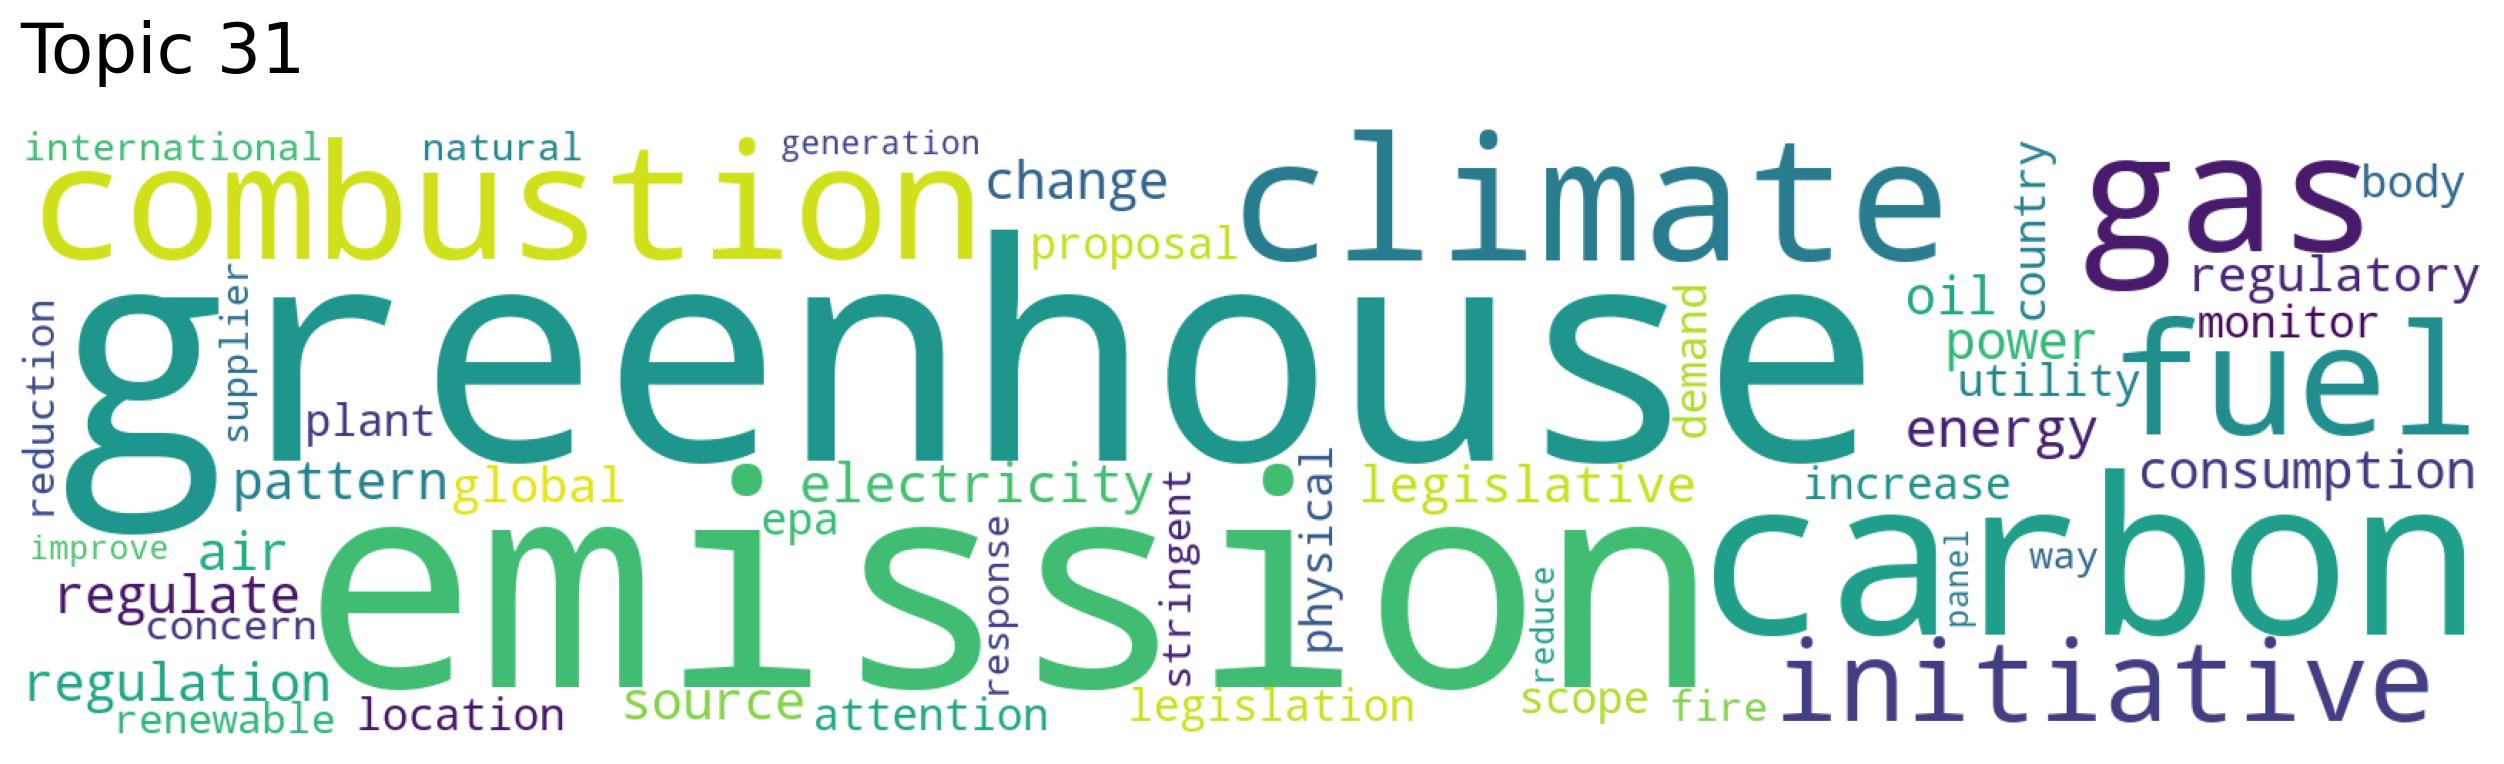 Topic 31
international
natural
generation
combustion
change
climate
country
gas
body
proposal
regulatory
supplier
greenhouse
demand
oil
monitor
reduction
power
fuel
utility
plant
energy
pattern
global
electricity
physical
legislative
increase
consumption
epa
stringent
response
emission
carbon
improve
air
reduce
panel
way
regulate
concern
initiative
regulation
source
legislation
scope
fire
renewable
location
attention